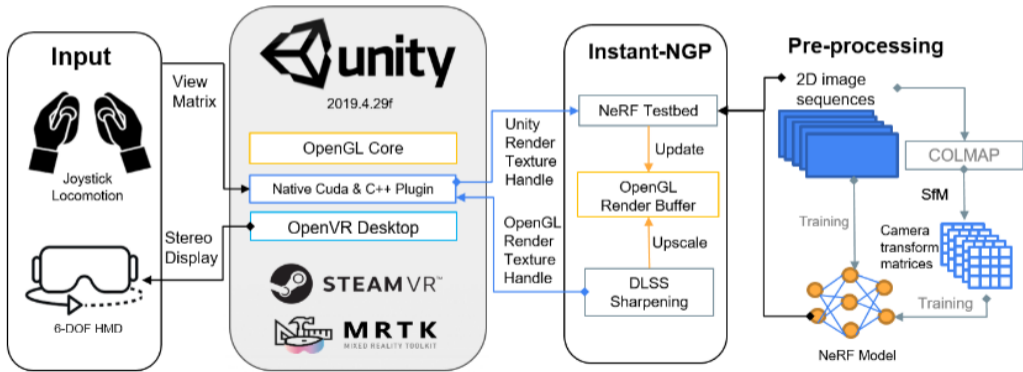 Input
Joystick
Locomotion
6-DOF HMD
View
Matrix
Stereo
Display
unity
2019.4.29f
OpenGL Core
Native Cuda & C++ Plugin
OpenVR Desktop
STEAM VR™
MRTK
MIXED REALITY TOOLKIT
Unity
Render
Texture
Handle
OpenGL
Render
Texture
Handle
Instant-NGP
NeRF Testbed
Update
OpenGL
Render Buffer
Upscale
DLSS
Sharpening
Pre-processing
2D image
sequences
COLMAP
SfM
Training
Camera
transform
matrices
Training
NeRF Model